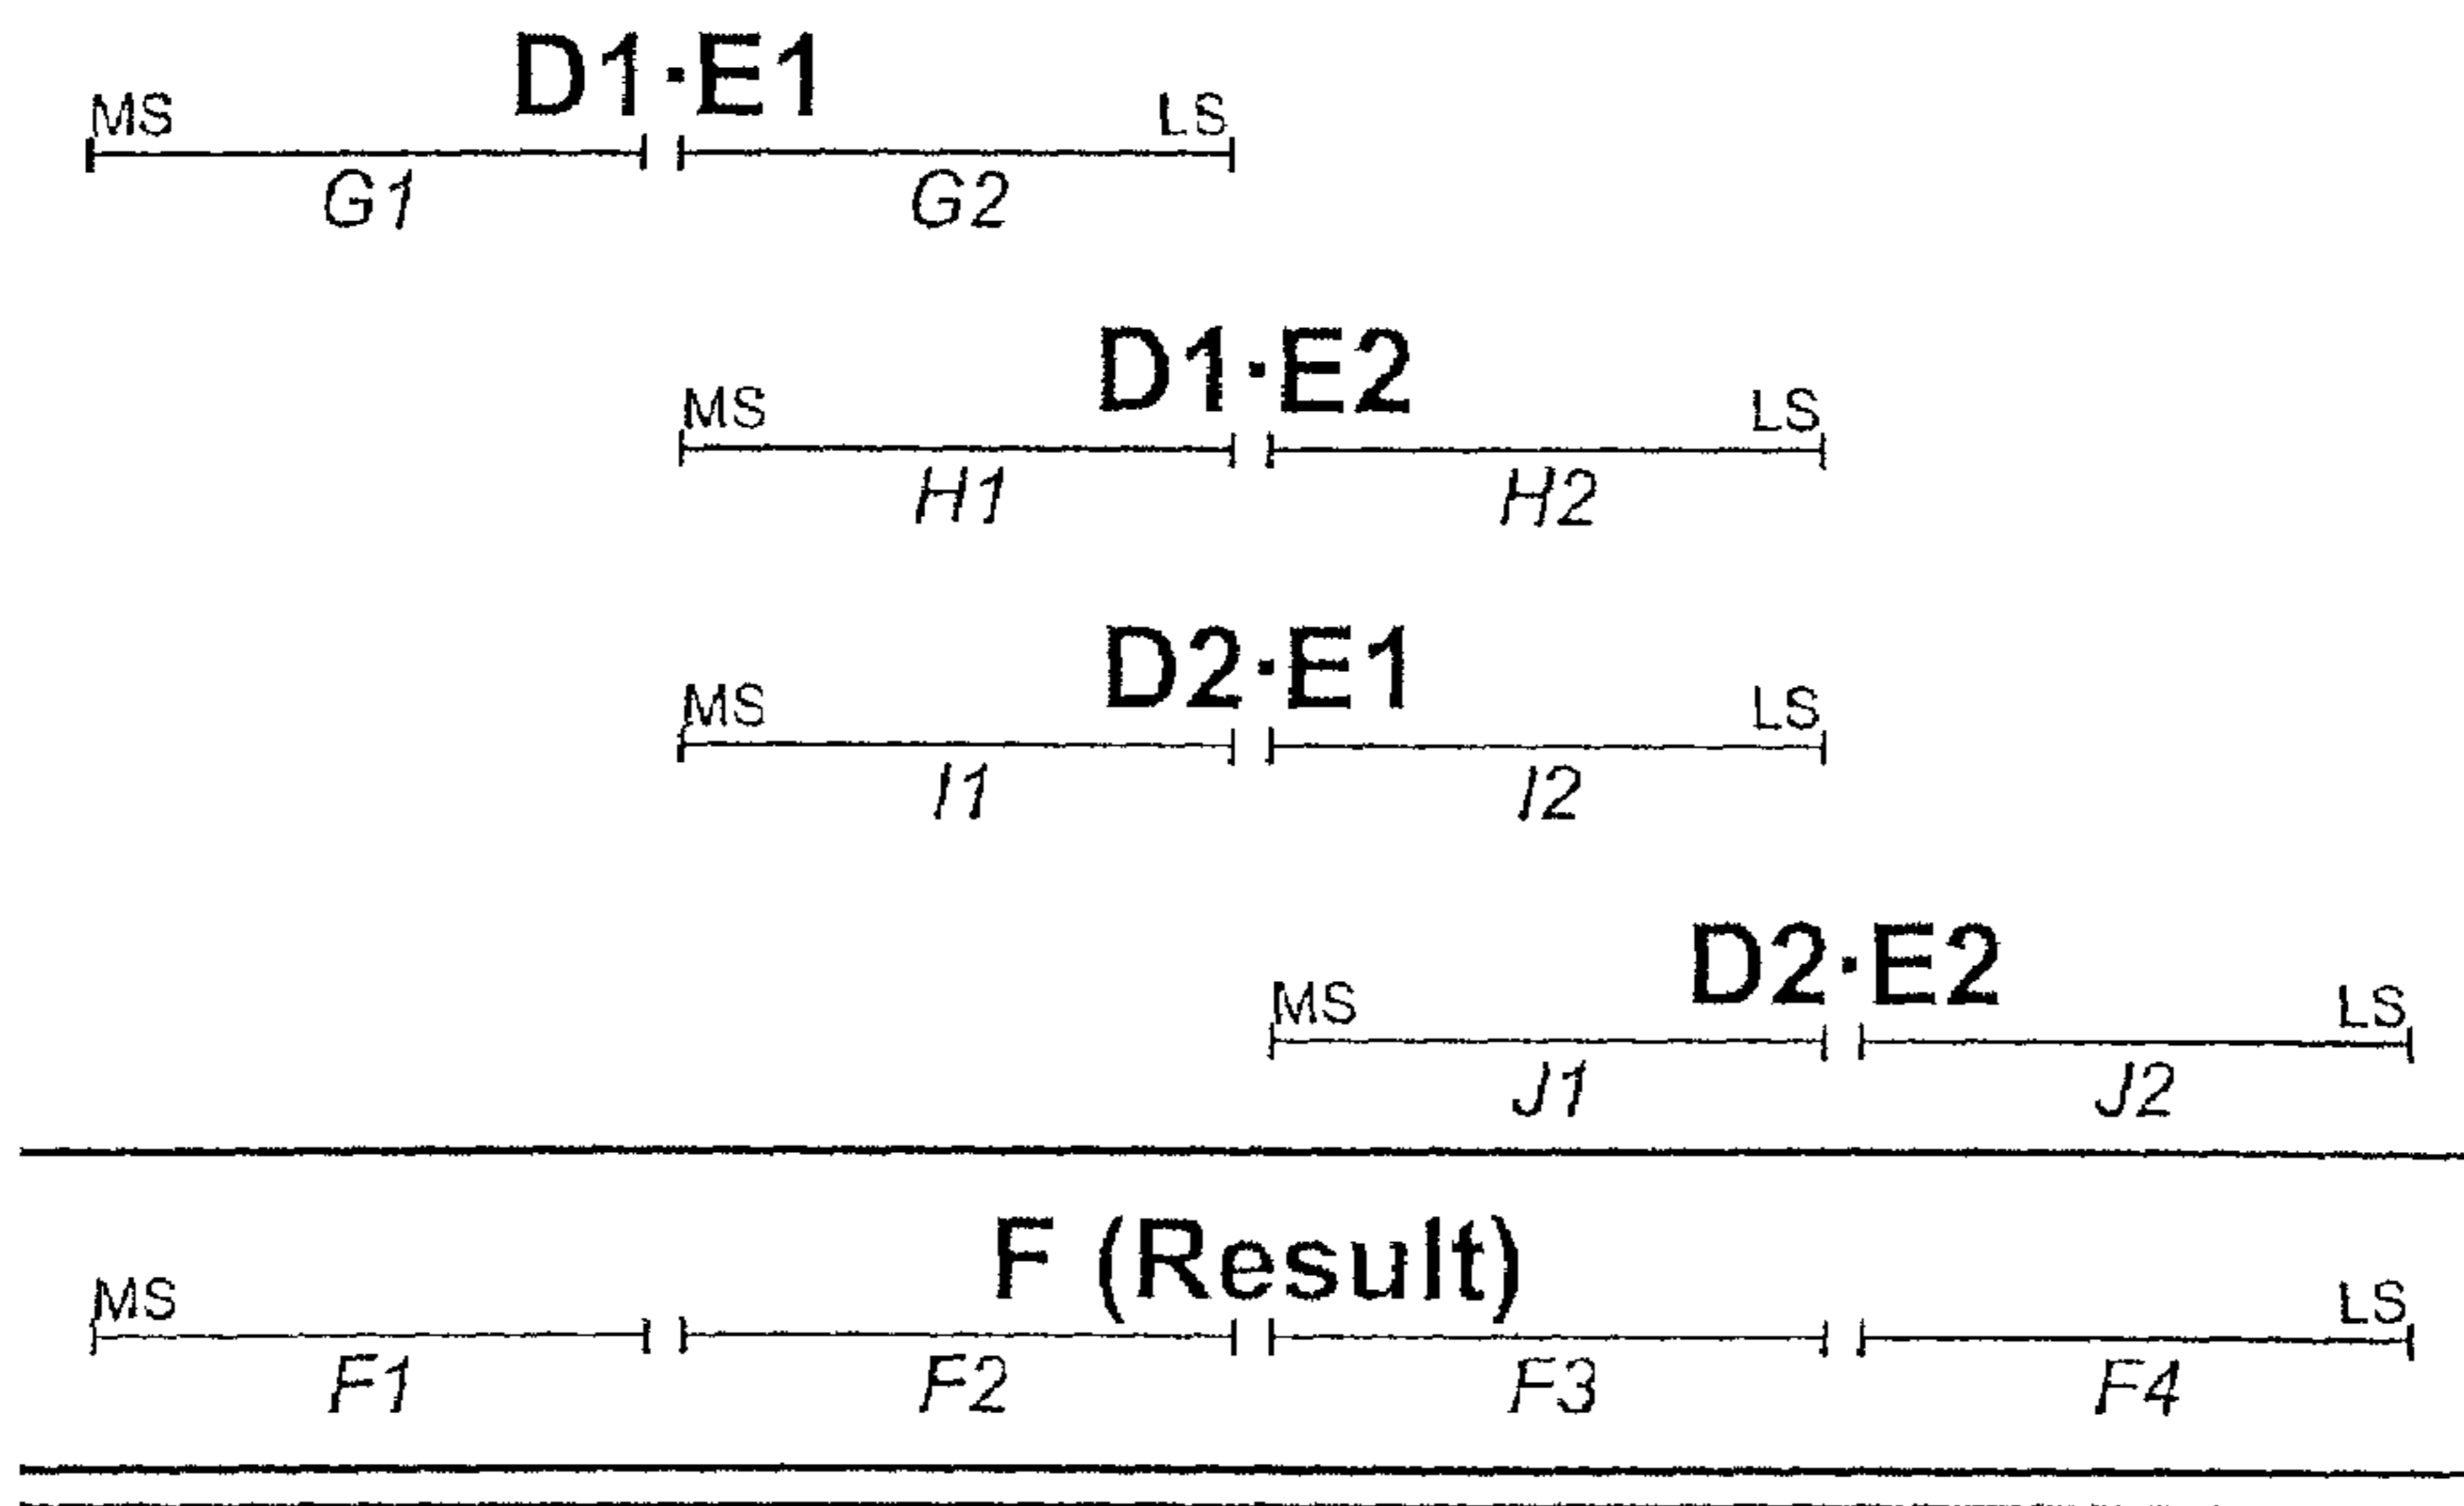 D1·E1
MS LS
G1 G2
D1·E2
MS LS
H1 H2
D2·E1
MS LS
I1 I2
D2·E2
MS LS
J1 J2
F (Result)
MS LS
F1 F2 F3 F4